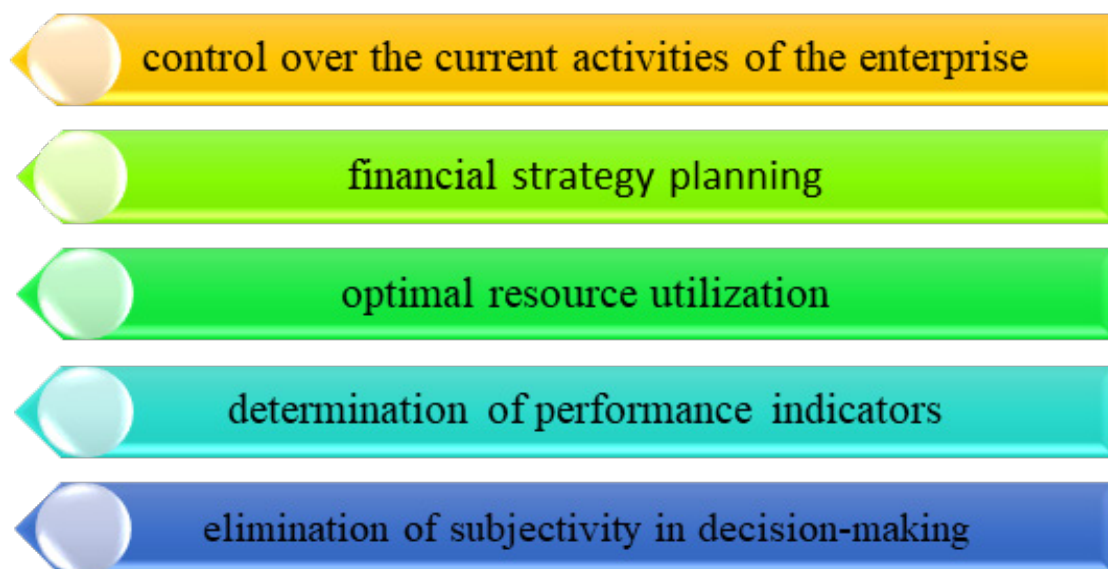 control over the current activities of the enterprise
financial strategy planning
optimal resource utilization
determination of performance indicators
elimination of subjectivity in decision-making